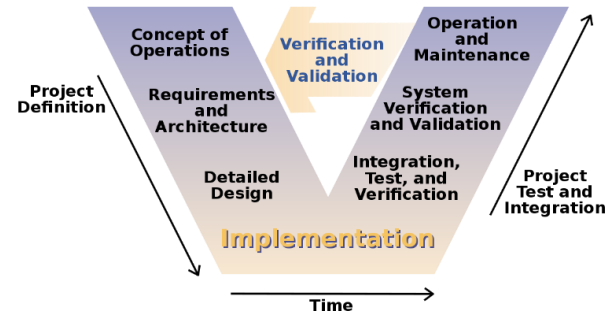 Concept of
Operations
Verification
and
Validation
Operation
and
Maintenance
Project
Definition
Requirements
and
Architecture
System
Verification
and Validation
Detailed
Design
Integration,
Test, and
Verification
Project
Test and
Integration
Implementation
Time